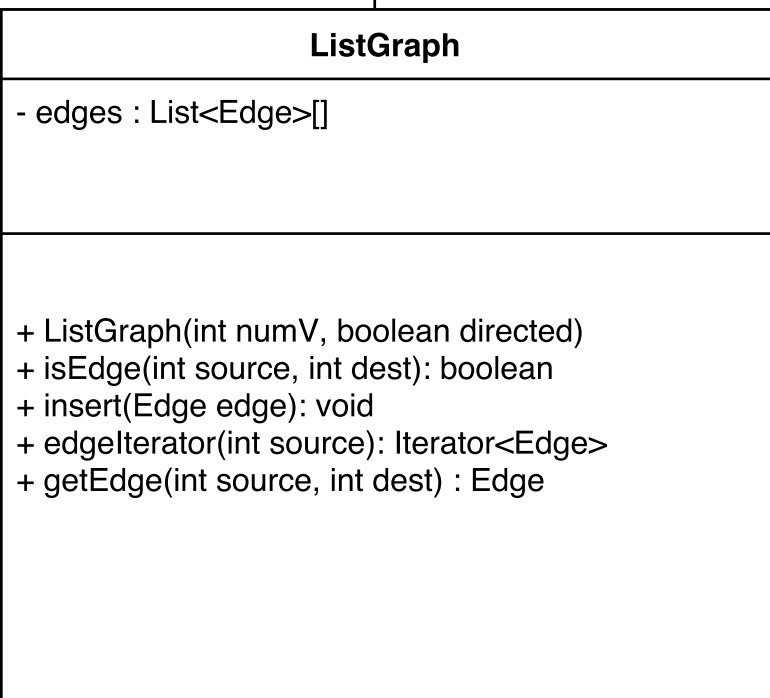 ListGraph
- edges : List<Edge>[]
+ ListGraph(int numV, boolean directed)
+ isEdge(int source, int dest): boolean
+ insert(Edge edge): void
+ edgeIterator(int source): Iterator<Edge>
+ getEdge(int source, int dest) : Edge